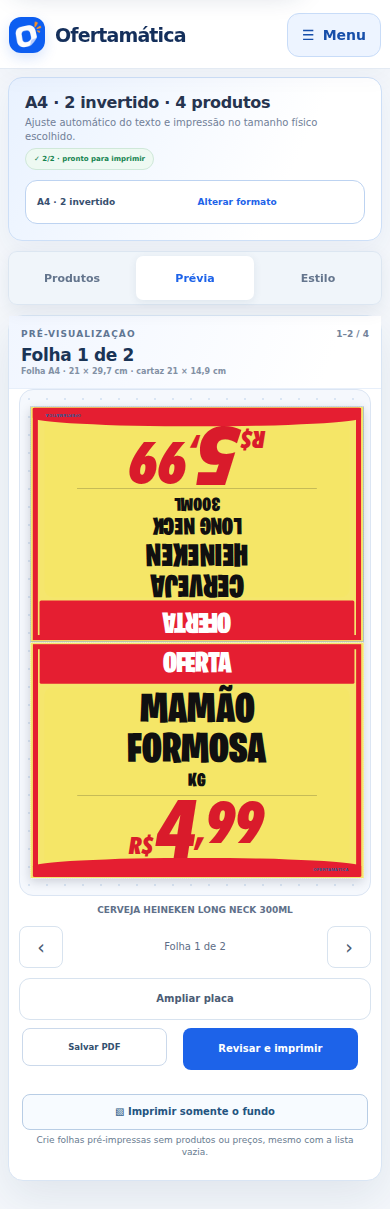 Ofertamática
☰ Menu
A4 · 2 invertido · 4 produtos
Ajuste automático do texto e impressão no tamanho físico
escolhido.
✓ 2/2 · pronto para imprimir
A4 · 2 invertido
Alterar formato
Produtos
Prévia
Estilo
PRÉ-VISUALIZAÇÃO
1–2 / 4
Folha 1 de 2
Folha A4 · 21 × 29,7 cm · cartaz 21 × 14,9 cm
R$5,99
300ML
LONG NECK
HEINEKEN
CERVEJA
OFERTA
OFERTA
MAMÃO
FORMOSA
KG
R$4,99
CERVEJA HEINEKEN LONG NECK 300ML
‹
Folha 1 de 2
›
Ampliar placa
Salvar PDF
Revisar e imprimir
▧ Imprimir somente o fundo
Crie folhas pré-impressas sem produtos ou preços, mesmo com a lista
vazia.